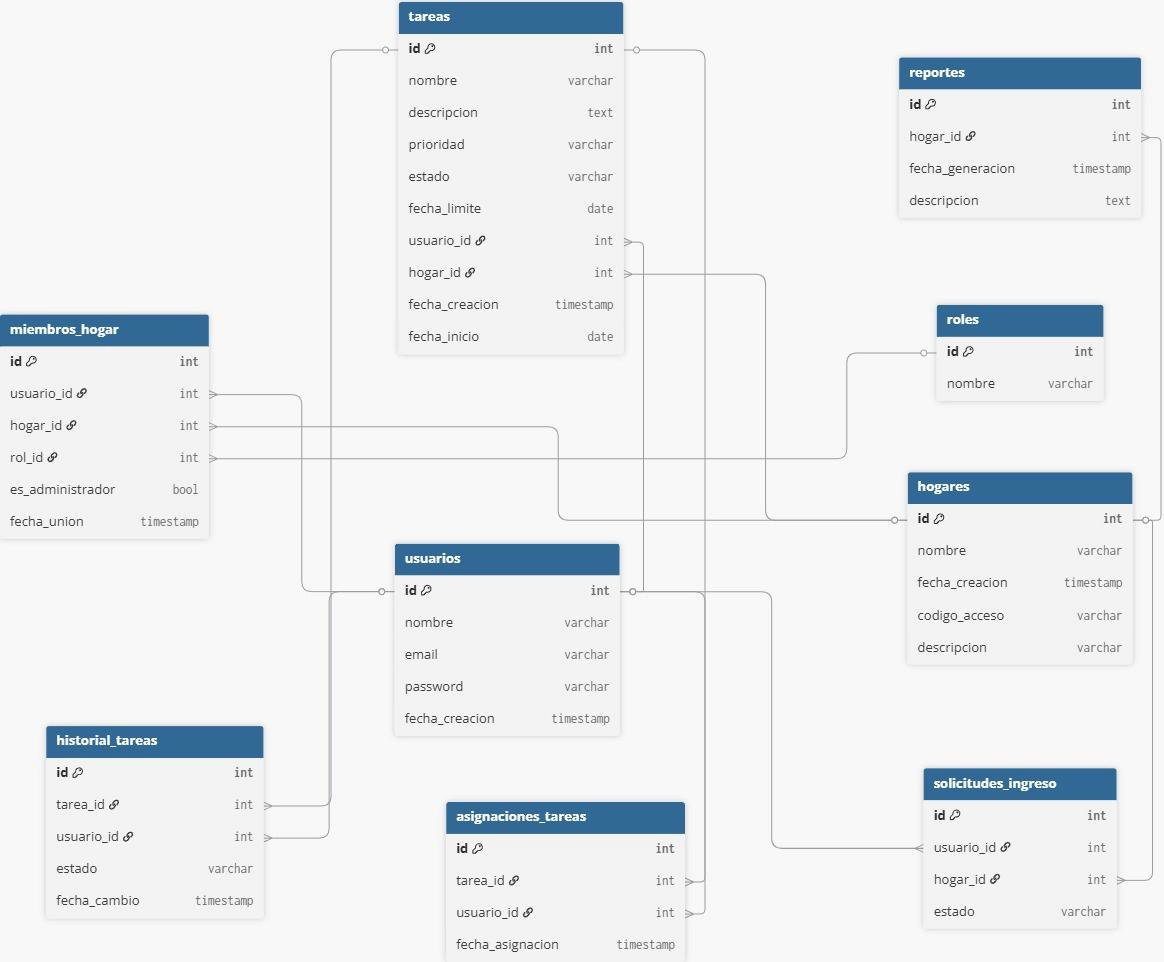 tareas
id int
nombre varchar
descripcion text
prioridad varchar
estado varchar
fecha_limite date
usuario_id int
hogar_id int
fecha_creacion timestamp
fecha_inicio date
reportes
id int
hogar_id int
fecha_generacion timestamp
descripcion text
miembros_hogar
id int
usuario_id int
hogar_id int
rol_id int
es_administrador bool
fecha_union timestamp
roles
id int
nombre varchar
hogares
id int
nombre varchar
fecha_creacion timestamp
codigo_acceso varchar
descripcion varchar
usuarios
id int
nombre varchar
email varchar
password varchar
fecha_creacion timestamp
historial_tareas
id int
tarea_id int
usuario_id int
estado varchar
fecha_cambio timestamp
asignaciones_tareas
id int
tarea_id int
usuario_id int
fecha_asignacion timestamp
solicitudes_ingreso
id int
usuario_id int
hogar_id int
estado varchar